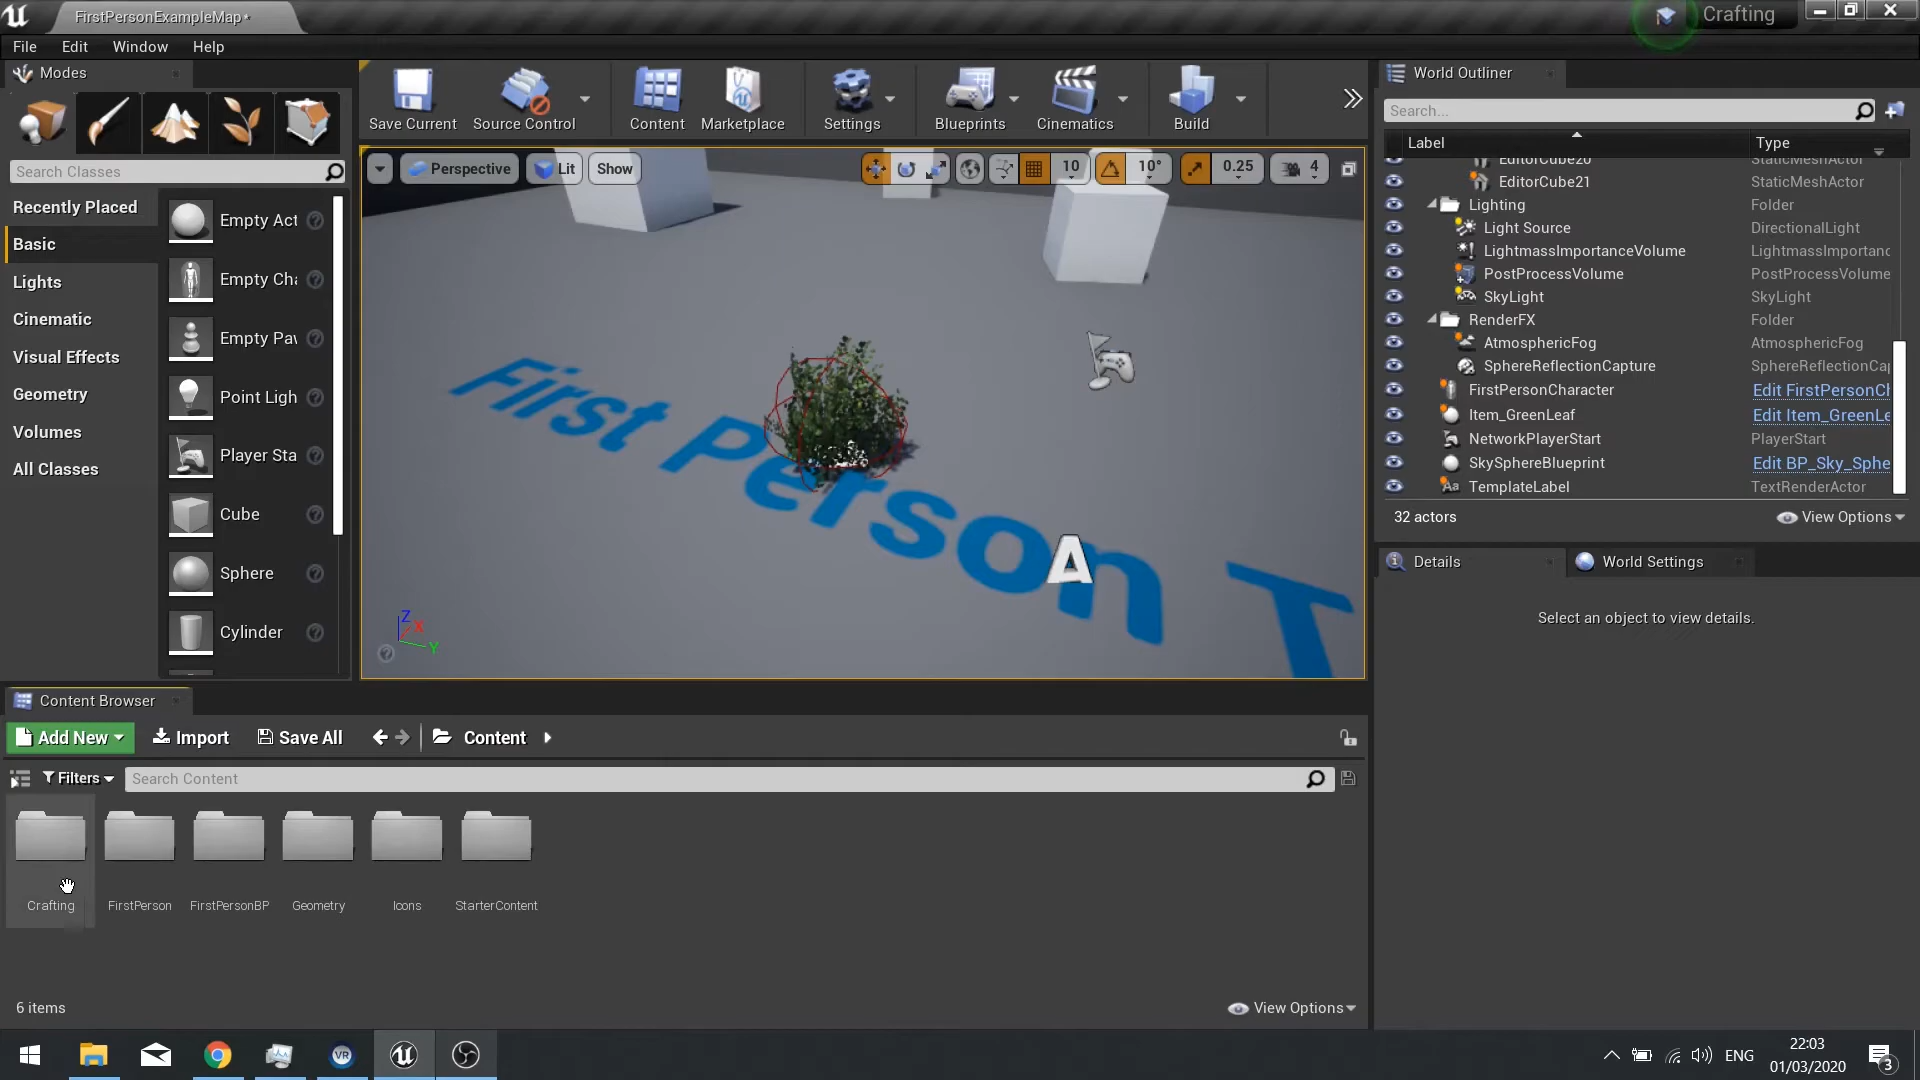 FirstPersonExampleMap*
Crafting
File Edit Window Help
Modes
Search Classes
Recently Placed
Basic
Lights
Cinematic
Visual Effects
Geometry
Volumes
All Classes
Empty Act
Empty Cha
Empty Pav
Point Ligh
Player Sta
Cube
Sphere
Cylinder
Save Current
Source Control
Content
Marketplace
Settings
Blueprints
Cinematics
Build
Perspective
Lit
Show
10
10°
0.25
4
First Person T
A
Z
X
Y
World Outliner
Search...
Label Type
EditorCube20 StaticMeshActor
EditorCube21 StaticMeshActor
Lighting Folder
Light Source DirectionalLight
LightmassImportanceVolume LightmassImportanc
PostProcessVolume PostProcessVolume
SkyLight SkyLight
RenderFX Folder
AtmosphericFog AtmosphericFog
SphereReflectionCapture SphereReflectionCap
FirstPersonCharacter Edit FirstPersonCh
Item_GreenLeaf Edit Item_GreenLe
NetworkPlayerStart PlayerStart
SkySphereBlueprint Edit BP_Sky_Sphe
TemplateLabel TextRenderActor
32 actors
View Options
Details
World Settings
Select an object to view details.
Content Browser
Add New
Import
Save All
Content
Filters
Search Content
Crafting
FirstPerson
FirstPersonBP
Geometry
Icons
StarterContent
6 items
View Options
VR
ENG
22:03
01/03/2020
3